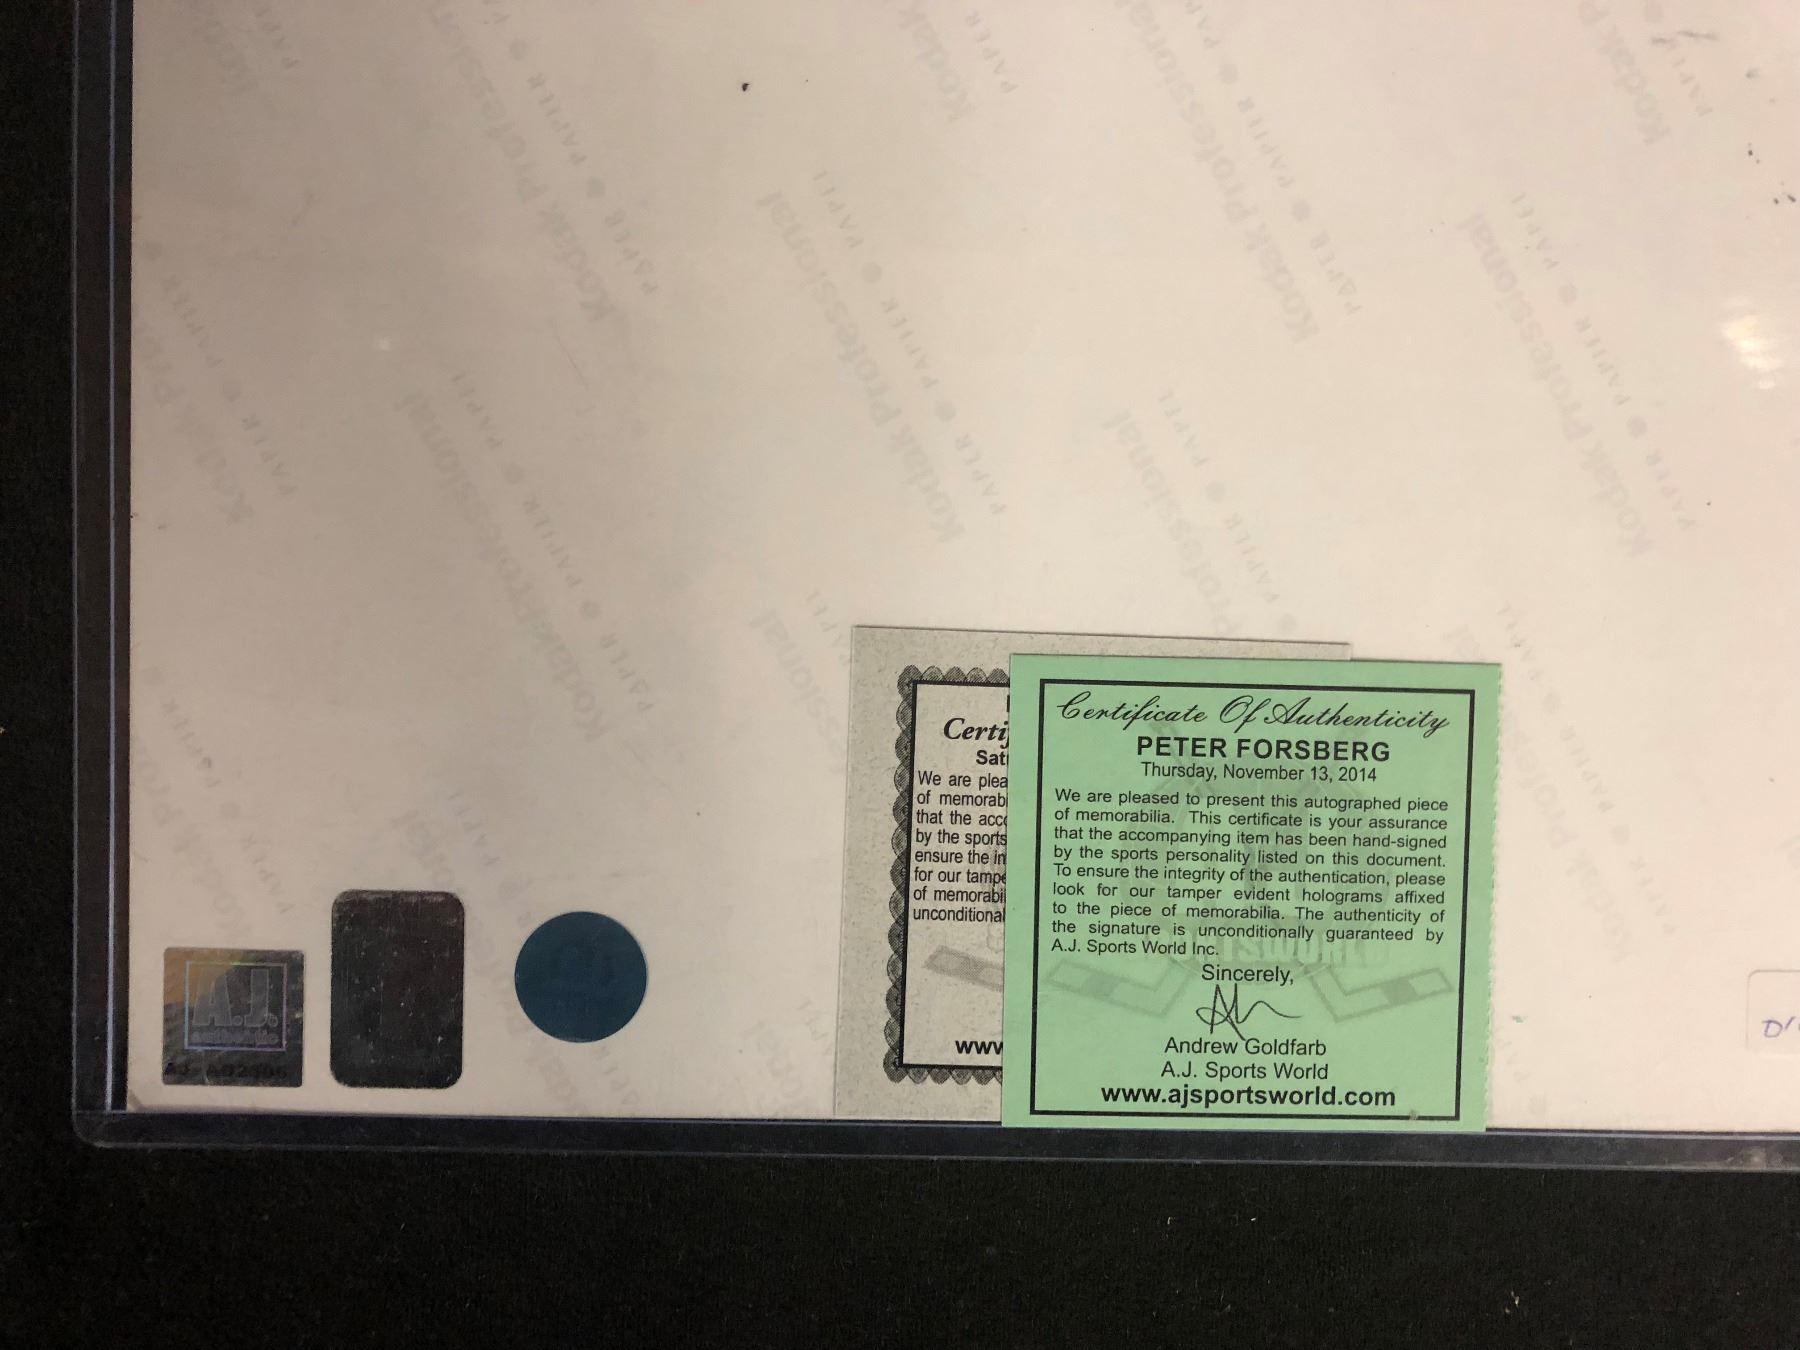 Kodak Professional
PAPER ● PAPIER ● PAPEL
A.J.
Certif
Sat
We are plea
of memorab
that the acc
by the sports
ensure the in
for our tampe
of memorabi
unconditional
www
Certificate Of Authenticity
PETER FORSBERG
Thursday, November 13, 2014
We are pleased to present this autographed piece
of memorabilia. This certificate is your assurance
that the accompanying item has been hand-signed
by the sports personality listed on this document.
To ensure the integrity of the authentication, please
look for our tamper evident holograms affixed
to the piece of memorabilia. The authenticity of
the signature is unconditionally guaranteed by
A.J. Sports World Inc.
Sincerely,
Andrew Goldfarb
A.J. Sports World
www.ajsportsworld.com